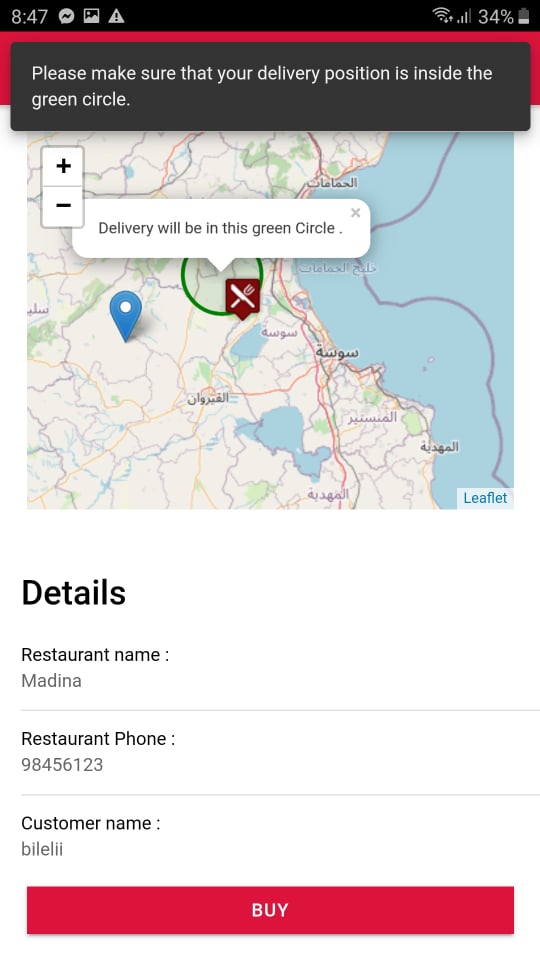 8:47
34%
Please make sure that your delivery position is inside the
green circle.
+
−
الحمامات
×
Delivery will be in this green Circle .
خليج الحمامات
سوسة
سوسة
القيروان
المنستير
المهدية
المهدية
Leaflet
Details
Restaurant name :
Madina
Restaurant Phone :
98456123
Customer name :
bilelii
BUY